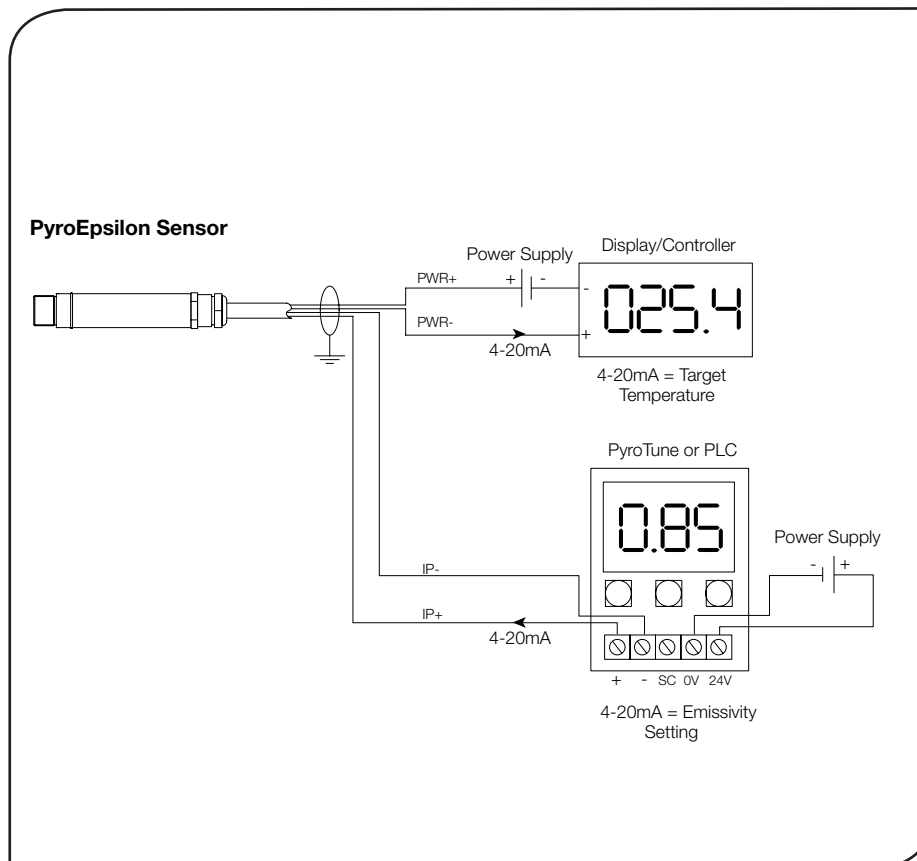 PyroEpsilon Sensor
Power Supply
Display/Controller
PWR+
+ -
-
025.4
PWR-
+
4-20mA
4-20mA = Target
Temperature
PyroTune or PLC
0.85
Power Supply
- +
IP-
IP+
4-20mA
+ - SC 0V 24V
4-20mA = Emissivity
Setting